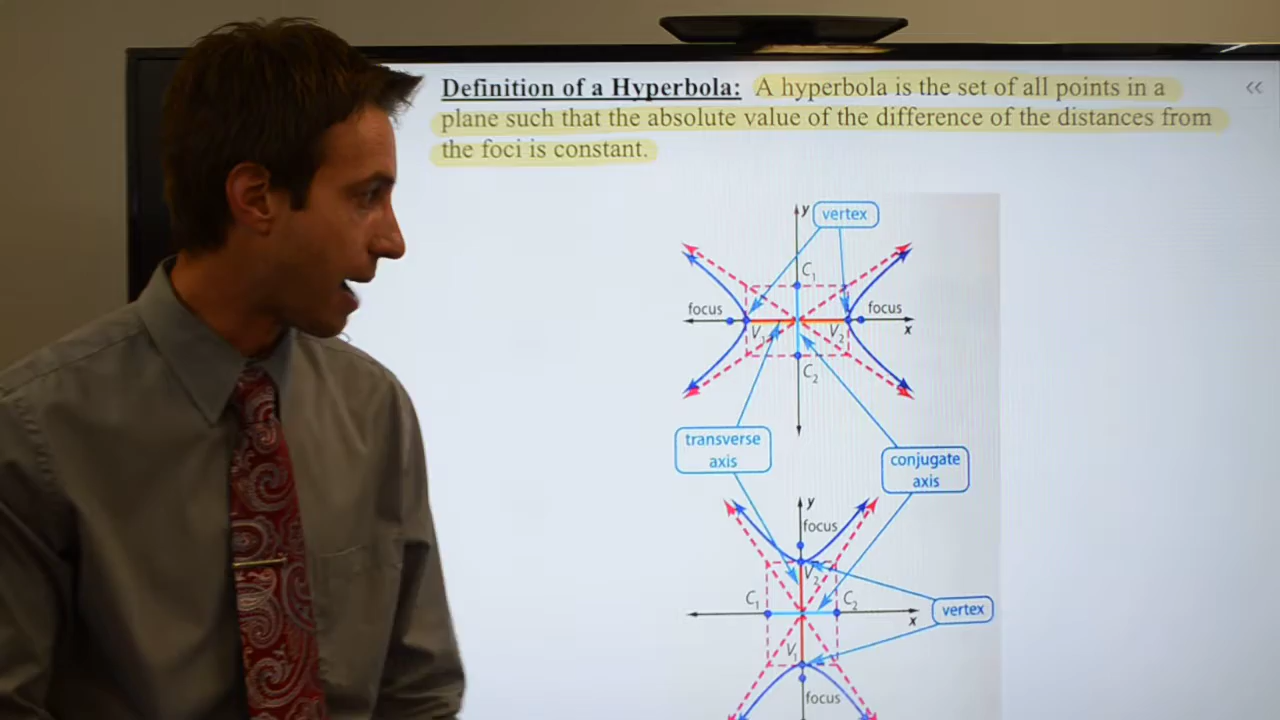 Definition of a Hyperbola: A hyperbola is the set of all points in a
plane such that the absolute value of the difference of the distances from
the foci is constant.
y
vertex
C1
focus
focus
V1
V2
x
C2
transverse
axis
conjugate
axis
y
focus
V2
C1
C2
x
vertex
V1
focus